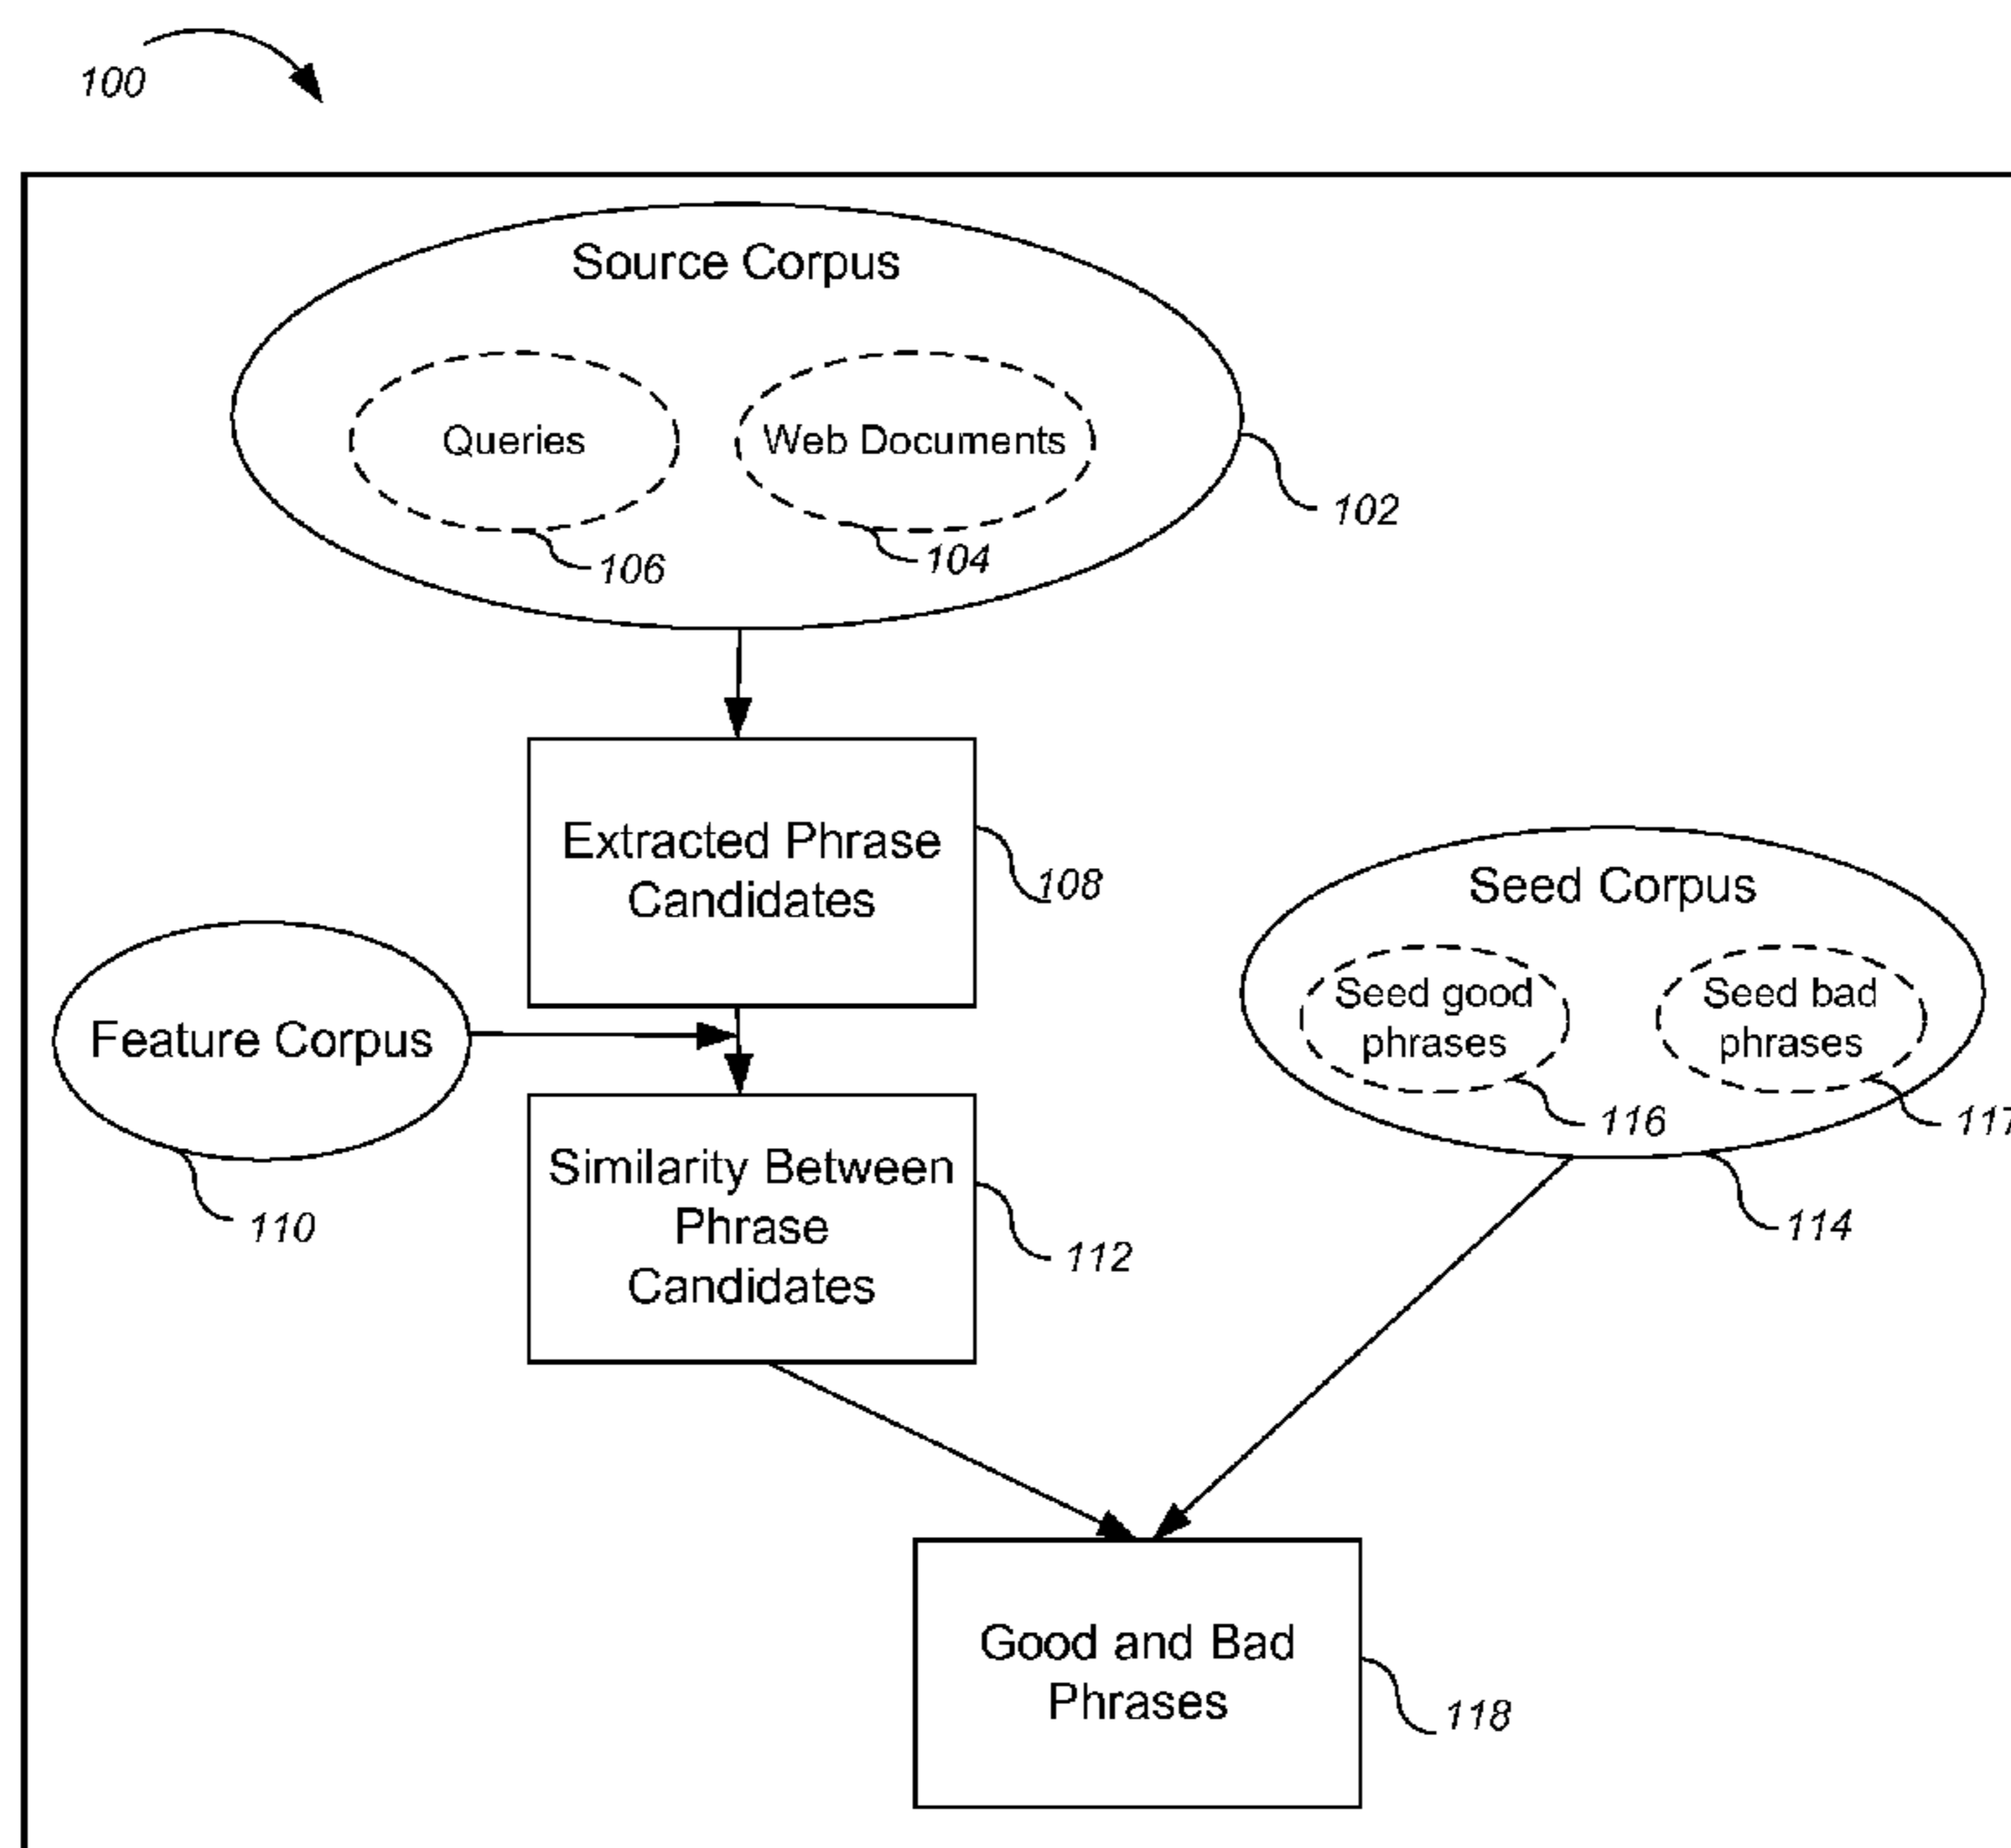 100
Source Corpus
Queries
Web Documents
102
106
104
Extracted Phrase
Candidates
108
Seed Corpus
Seed good
phrases
Seed bad
phrases
116
117
114
Feature Corpus
110
Similarity Between
Phrase
Candidates
112
Good and Bad
Phrases
118